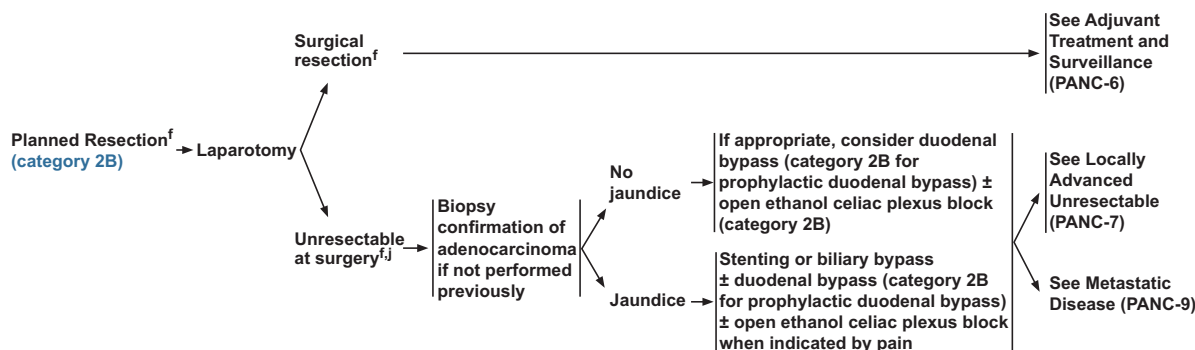 Surgical
resectionᶠ
See Adjuvant
Treatment and
Surveillance
(PANC-6)
Planned Resectionᶠ
(category 2B)
Laparotomy
Unresectable
at surgeryᶠ,ʲ
Biopsy
confirmation of
adenocarcinoma
if not performed
previously
No
jaundice
If appropriate, consider duodenal
bypass (category 2B for
prophylactic duodenal bypass) ±
open ethanol celiac plexus block
(category 2B)
Jaundice
Stenting or biliary bypass
± duodenal bypass (category 2B
for prophylactic duodenal bypass)
± open ethanol celiac plexus block
when indicated by pain
See Locally
Advanced
Unresectable
(PANC-7)
See Metastatic
Disease (PANC-9)